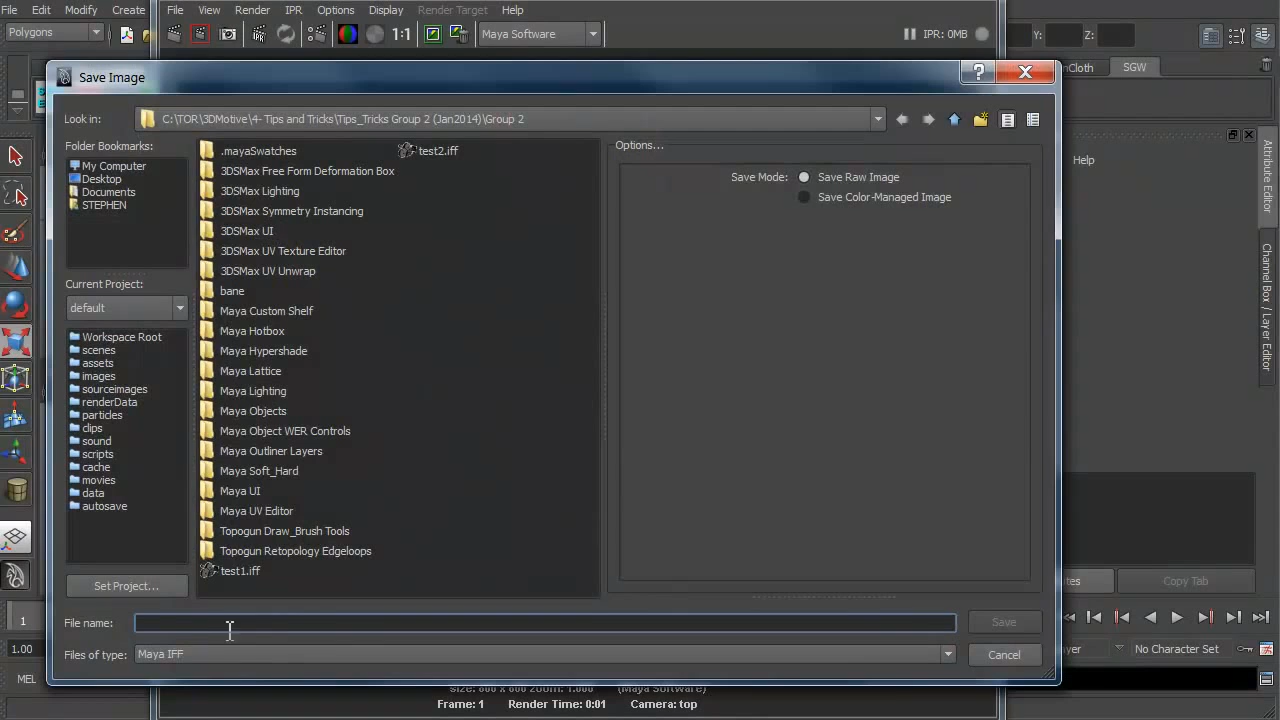 File Edit Modify Create
File View Render IPR Options Display Render Target Help
Polygons
1:1 Maya Software IPR: 0MB
Y: Z:
nCloth SGW
Save Image
Look in: C:\TOR\3DMotive\4- Tips and Tricks\Tips_Tricks Group 2 (Jan2014)\Group 2
Folder Bookmarks:
My Computer
Desktop
Documents
STEPHEN
Current Project:
default
Workspace Root
scenes
assets
images
sourceimages
renderData
particles
clips
sound
scripts
cache
movies
data
autosave
Set Project...
.mayaSwatches
3DSMax Free Form Deformation Box
3DSMax Lighting
3DSMax Symmetry Instancing
3DSMax UI
3DSMax UV Texture Editor
3DSMax UV Unwrap
bane
Maya Custom Shelf
Maya Hotbox
Maya Hypershade
Maya Lattice
Maya Lighting
Maya Objects
Maya Object WER Controls
Maya Outliner Layers
Maya Soft_Hard
Maya UI
Maya UV Editor
Topogun Draw_Brush Tools
Topogun Retopology Edgeloops
test1.iff
test2.iff
Options...
Save Mode: Save Raw Image
Save Color-Managed Image
File name: Save
Files of type: Maya IFF Cancel
Help
Attribute Editor
Channel Box / Layer Editor
Copy Tab
1
1.00
No Character Set
MEL
(Maya Software)
Frame: 1 Render Time: 0:01 Camera: top